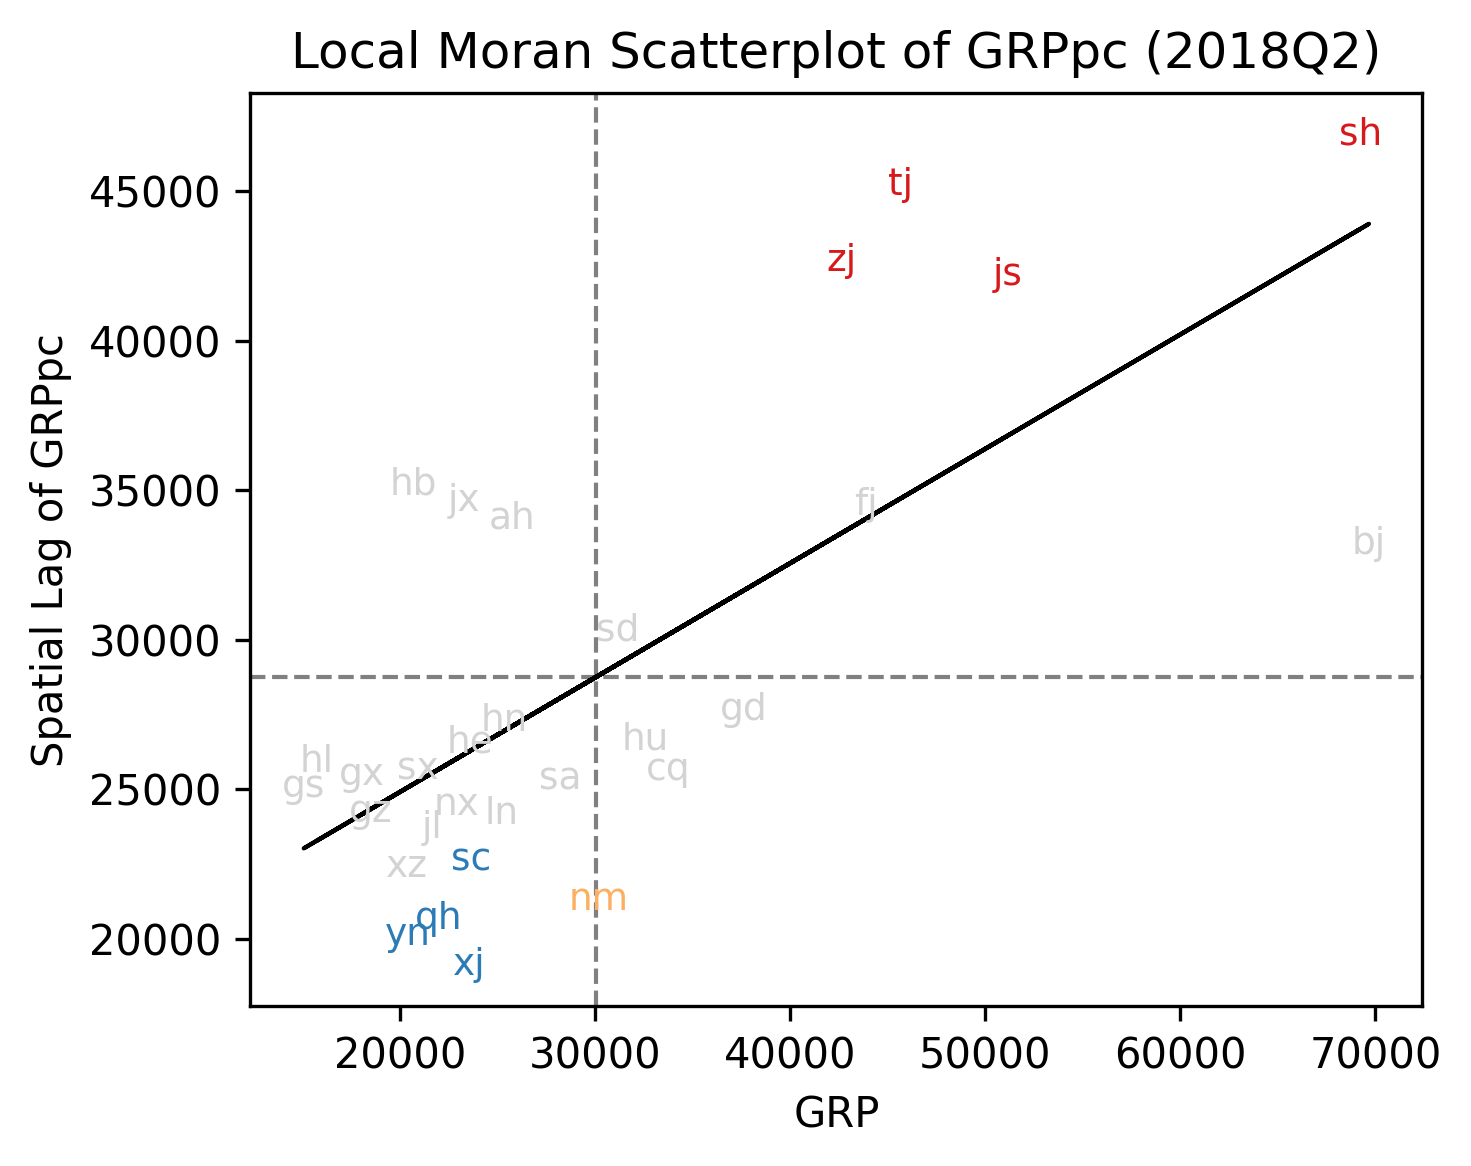 Local Moran Scatterplot of GRPpc (2018Q2)
sh
tj
zj
js
hb
jx
ah
fj
bj
sd
gd
hn
hu
he
cq
hl
sx
gx
gs
sa
gz
nx
ln
jl
sc
xz
nm
qh
yn
xj
45000
40000
35000
30000
25000
20000
Spatial Lag of GRPpc
20000 30000 40000 50000 60000 70000
GRP